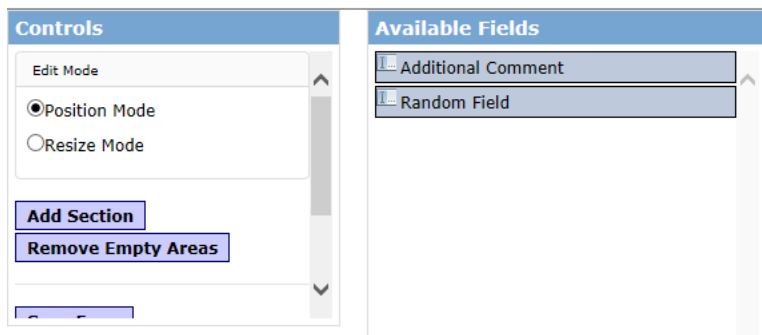 Controls
Edit Mode
Position Mode
Resize Mode
Add Section
Remove Empty Areas
Available Fields
Additional Comment
Random Field